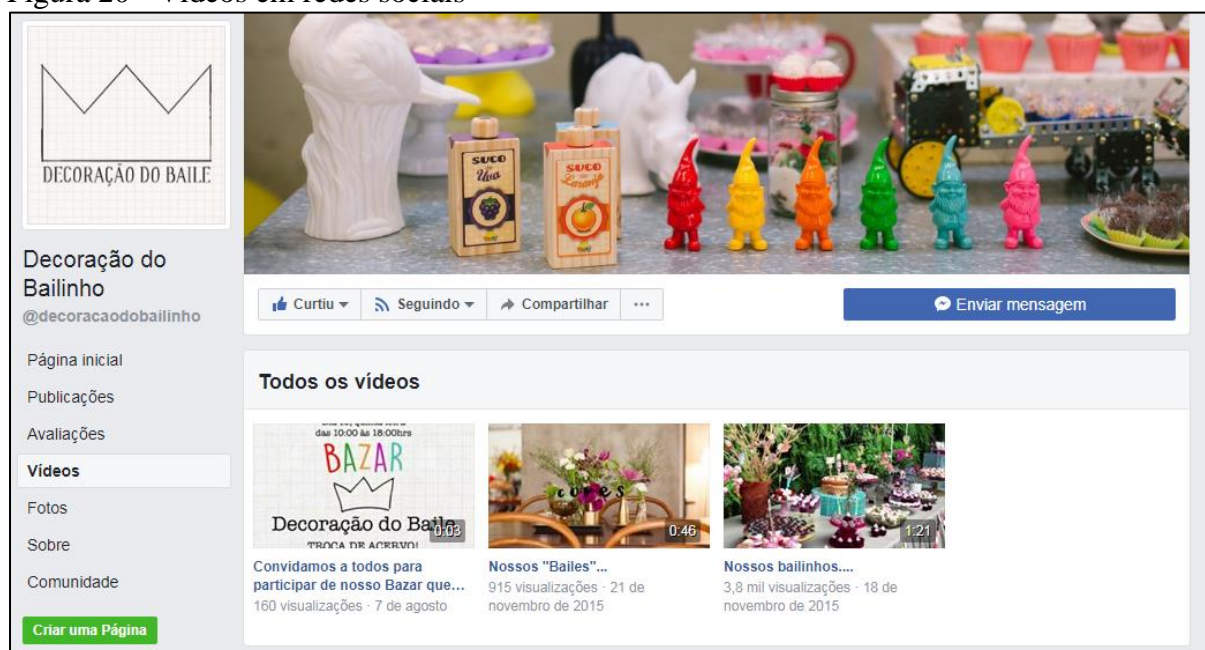 Figura 20 - Vídeos em redes sociais
DECORAÇÃO DO BAILE
SUCO
Uva
SUCO
Laranja
Decoração do
Bailinho
@decoracaodobailinho
Curtiu
Seguindo
Compartilhar
Enviar mensagem
Página inicial
Publicações
Avaliações
Vídeos
Fotos
Sobre
Comunidade
Criar uma Página
Todos os vídeos
das 10:00 às 18:00hrs
BAZAR
Decoração do Baile
TROCA DE ACERVO!
0:03
Convidamos a todos para
participar de nosso Bazar que...
160 visualizações · 7 de agosto
cores
0:46
Nossos "Bailes"...
915 visualizações · 21 de
novembro de 2015
1:21
Nossos bailinhos....
3,8 mil visualizações · 18 de
novembro de 2015